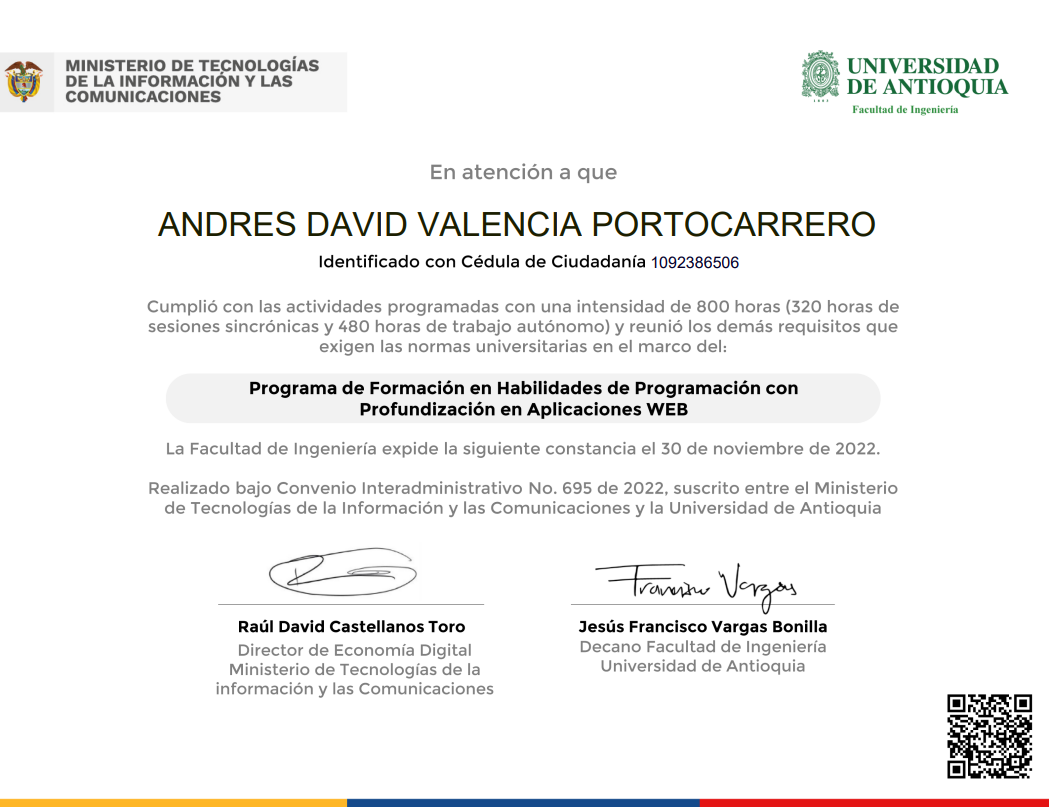 MINISTERIO DE TECNOLOGÍAS
DE LA INFORMACIÓN Y LAS
COMUNICACIONES
UNIVERSIDAD
DE ANTIOQUIA
1803
Facultad de Ingeniería
En atención a que
ANDRES DAVID VALENCIA PORTOCARRERO
Identificado con Cédula de Ciudadanía 1092386506
Cumplió con las actividades programadas con una intensidad de 800 horas (320 horas de
sesiones sincrónicas y 480 horas de trabajo autónomo) y reunió los demás requisitos que
exigen las normas universitarias en el marco del:
Programa de Formación en Habilidades de Programación con
Profundización en Aplicaciones WEB
La Facultad de Ingeniería expide la siguiente constancia el 30 de noviembre de 2022.
Realizado bajo Convenio Interadministrativo No. 695 de 2022, suscrito entre el Ministerio
de Tecnologías de la Información y las Comunicaciones y la Universidad de Antioquia
Francisco Vargas
Raúl David Castellanos Toro
Director de Economía Digital
Ministerio de Tecnologías de la
información y las Comunicaciones
Jesús Francisco Vargas Bonilla
Decano Facultad de Ingeniería
Universidad de Antioquia